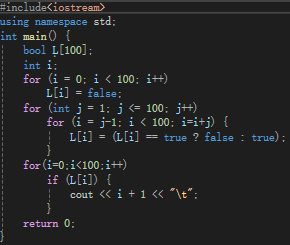 #include<iostream>
using namespace std;
int main() {
    bool L[100];
    int i;
    for (i = 0; i < 100; i++)
        L[i] = false;
    for (int j = 1; j <= 100; j++)
        for (i = j-1; i < 100; i=i+j) {
            L[i] = (L[i] == true ? false : true);
        }
    for(i=0;i<100;i++)
        if (L[i]) {
            cout << i + 1 << "\t";
        }
    return 0;
}